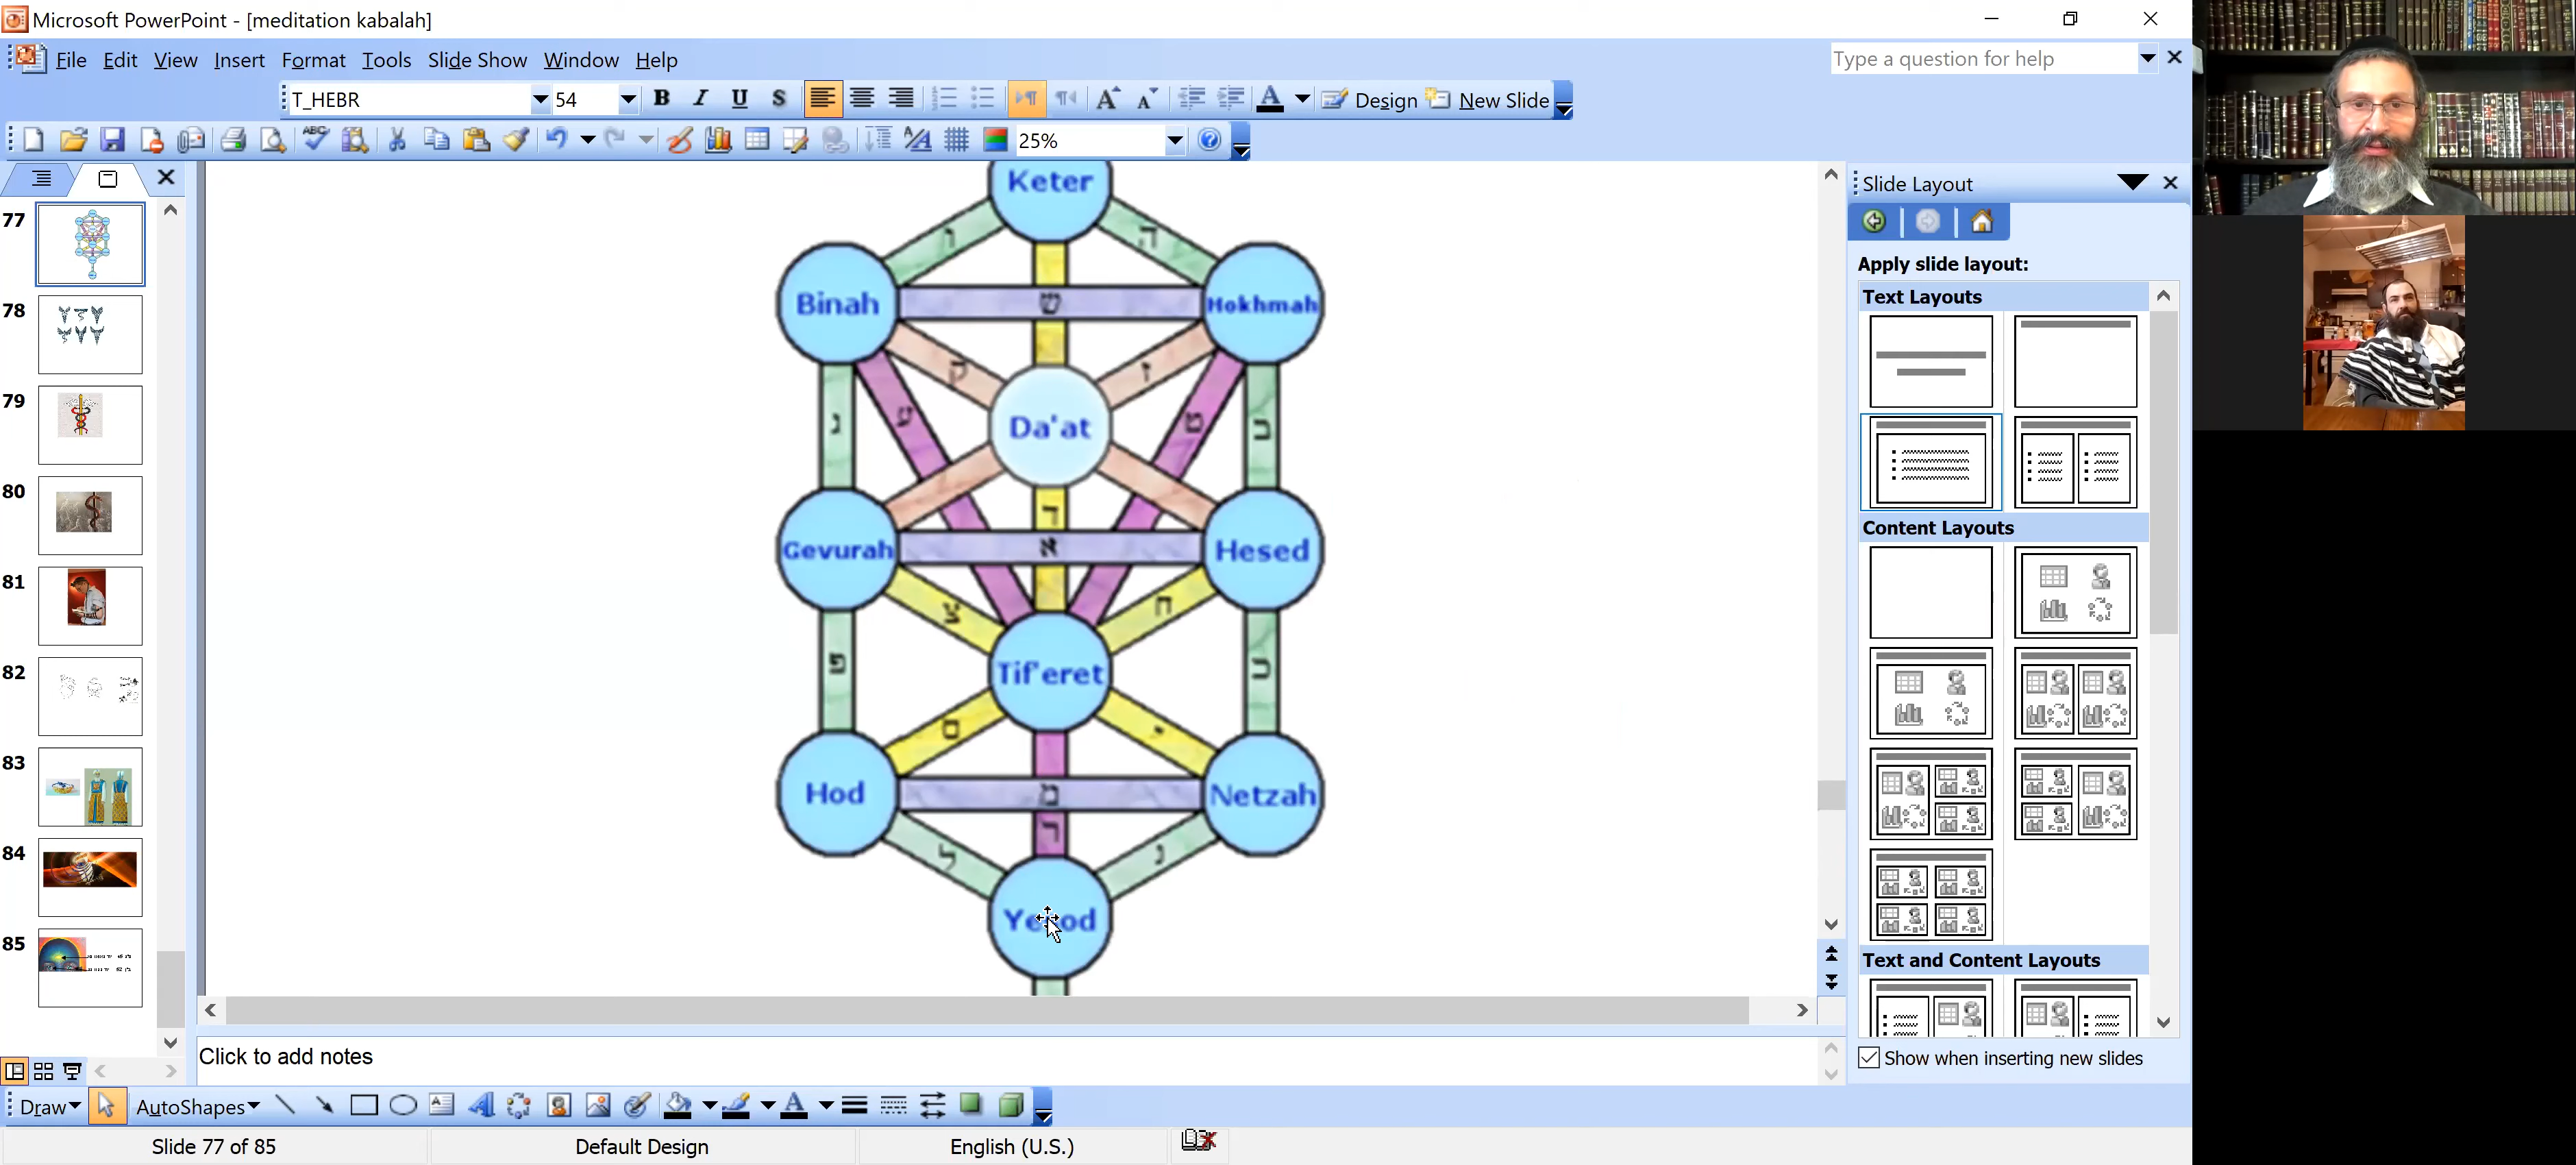 Microsoft PowerPoint - [meditation kabalah]
File Edit View Insert Format Tools Slide Show Window Help
Type a question for help
T_HEBR 54 B I U S A A A Design New Slide
ABC 25%
Slide Layout
Apply slide layout:
Text Layouts
Content Layouts
Text and Content Layouts
Show when inserting new slides
77
78
79
80
81
82
83
84
85
Keter
ו ה
Binah ש Hokhmah
ק ז
נ ע ט כ
Da'at
ד
Gevurah א Hesed
צ ח
פ כ
Tif'eret
ס י
Hod מ Netzah
ר
ל נ
Yesod
Click to add notes
Draw AutoShapes A
Slide 77 of 85 Default Design English (U.S.)